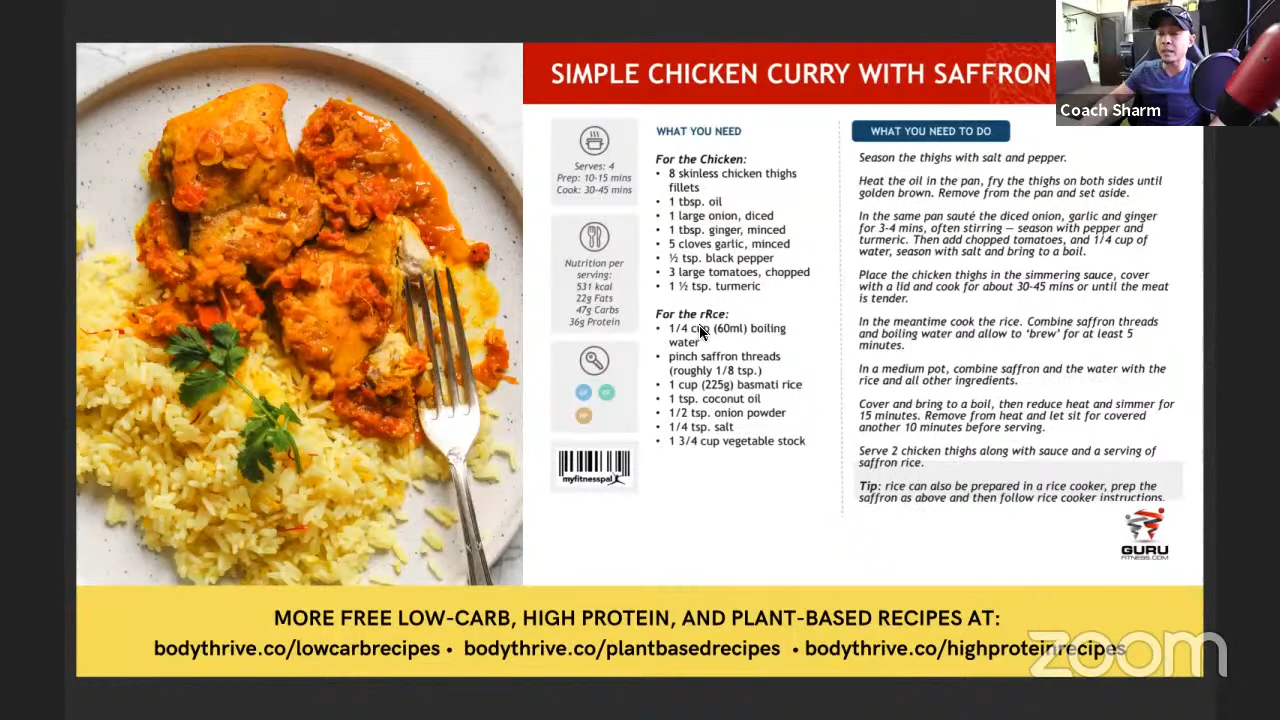 SIMPLE CHICKEN CURRY WITH SAFFRON
Coach Sharm
Serves: 4
Prep: 10-15 mins
Cook: 30-45 mins
Nutrition per
serving:
531 kcal
22g Fats
47g Carbs
36g Protein
GF
DF
myfitnesspal
WHAT YOU NEED
For the Chicken:
• 8 skinless chicken thighs
fillets
• 1 tbsp. oil
• 1 large onion, diced
• 1 tbsp. ginger, minced
• 5 cloves garlic, minced
• ½ tsp. black pepper
• 3 large tomatoes, chopped
• 1 ½ tsp. turmeric
For the rRce:
• 1/4 cup (60ml) boiling
water
• pinch saffron threads
(roughly 1/8 tsp.)
• 1 cup (225g) basmati rice
• 1 tsp. coconut oil
• 1/2 tsp. onion powder
• 1/4 tsp. salt
• 1 3/4 cup vegetable stock
WHAT YOU NEED TO DO
Season the thighs with salt and pepper.
Heat the oil in the pan, fry the thighs on both sides until
golden brown. Remove from the pan and set aside.
In the same pan sauté the diced onion, garlic and ginger
for 3-4 mins, often stirring — season with pepper and
turmeric. Then add chopped tomatoes, and 1/4 cup of
water, season with salt and bring to a boil.
Place the chicken thighs in the simmering sauce, cover
with a lid and cook for about 30-45 mins or until the meat
is tender.
In the meantime cook the rice. Combine saffron threads
and boiling water and allow to ‘brew’ for at least 5
minutes.
In a medium pot, combine saffron and the water with the
rice and all other ingredients.
Cover and bring to a boil, then reduce heat and simmer for
15 minutes. Remove from heat and let sit for covered
another 10 minutes before serving.
Serve 2 chicken thighs along with sauce and a serving of
saffron rice.
Tip: rice can also be prepared in a rice cooker, prep the
saffron as above and then follow rice cooker instructions.
GURU
FITNESS.COM
MORE FREE LOW-CARB, HIGH PROTEIN, AND PLANT-BASED RECIPES AT:
bodythrive.co/lowcarbrecipes • bodythrive.co/plantbasedrecipes • bodythrive.co/highproteinrecipes
zoom